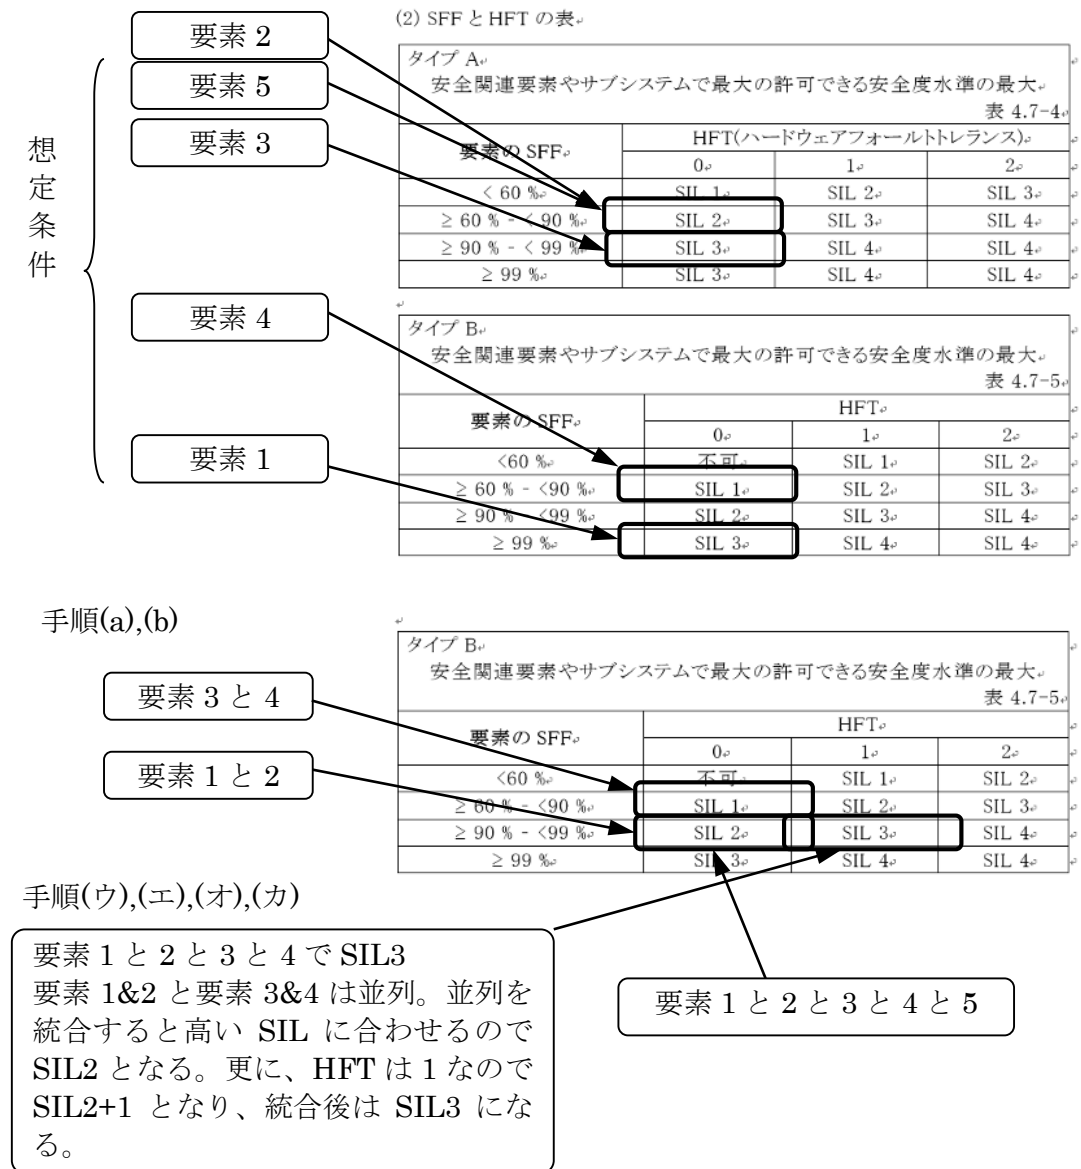 (2) SFF と HFT の表
要素 2
要素 5
要素 3
想定条件
要素 4
要素 1
タイプ A
安全関連要素やサブシステムで最大の許可できる安全度水準の最大
表 4.7-4
要素の SFF
HFT(ハードウェアフォールトトレランス)
0 1 2
< 60 % SIL 1 SIL 2 SIL 3
≥ 60 % - < 90 % SIL 2 SIL 3 SIL 4
≥ 90 % - < 99 % SIL 3 SIL 4 SIL 4
≥ 99 % SIL 3 SIL 4 SIL 4
タイプ B
安全関連要素やサブシステムで最大の許可できる安全度水準の最大
表 4.7-5
要素の SFF
HFT
0 1 2
<60 % 不可 SIL 1 SIL 2
≥ 60 % - <90 % SIL 1 SIL 2 SIL 3
≥ 90 % - <99 % SIL 2 SIL 3 SIL 4
≥ 99 % SIL 3 SIL 4 SIL 4
手順(a),(b)
要素 3 と 4
要素 1 と 2
タイプ B
安全関連要素やサブシステムで最大の許可できる安全度水準の最大
表 4.7-5
要素の SFF
HFT
0 1 2
<60 % 不可 SIL 1 SIL 2
≥ 60 % - <90 % SIL 1 SIL 2 SIL 3
≥ 90 % - <99 % SIL 2 SIL 3 SIL 4
≥ 99 % SIL 3 SIL 4 SIL 4
手順(ウ),(エ),(オ),(カ)
要素 1 と 2 と 3 と 4 で SIL3
要素 1&2 と要素 3&4 は並列。並列を
統合すると高い SIL に合わせるので
SIL2 となる。更に、HFT は 1 なので
SIL2+1 となり、統合後は SIL3 にな
る。
要素 1 と 2 と 3 と 4 と 5